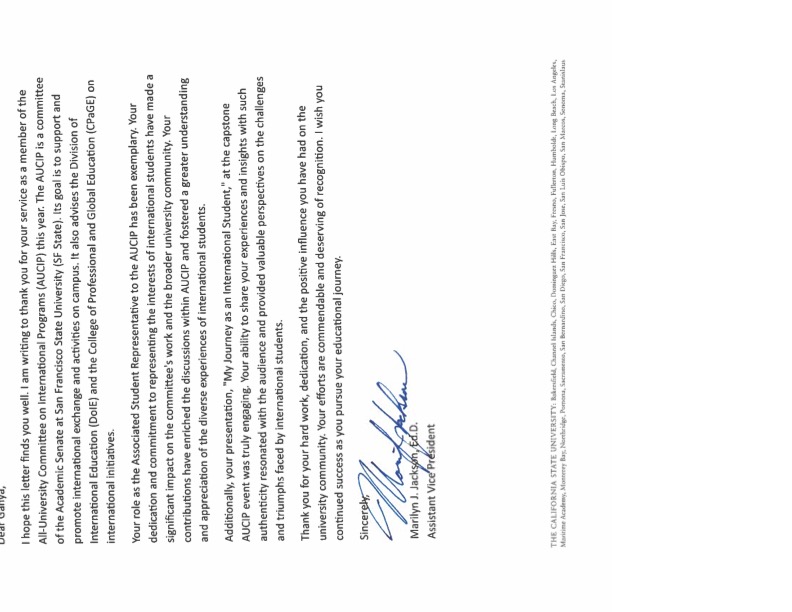 Dear Ganya,
I hope this letter finds you well. I am writing to thank you for your service as a member of the
All-University Committee on International Programs (AUCIP) this year. The AUCIP is a committee
of the Academic Senate at San Francisco State University (SF State). Its goal is to support and
promote international exchange and activities on campus. It also advises the Division of
International Education (DoIE) and the College of Professional and Global Education (CPaGE) on
international initiatives.
Your role as the Associated Student Representative to the AUCIP has been exemplary. Your
dedication and commitment to representing the interests of international students have made a
significant impact on the committee's work and the broader university community. Your
contributions have enriched the discussions within AUCIP and fostered a greater understanding
and appreciation of the diverse experiences of international students.
Additionally, your presentation, "My Journey as an International Student," at the capstone
AUCIP event was truly engaging. Your ability to share your experiences and insights with such
authenticity resonated with the audience and provided valuable perspectives on the challenges
and triumphs faced by international students.
Thank you for your hard work, dedication, and the positive influence you have had on the
university community. Your efforts are commendable and deserving of recognition. I wish you
continued success as you pursue your educational journey.
Sincerely,
Marilyn J. Jackson, Ed.D.
Assistant Vice President
THE CALIFORNIA STATE UNIVERSITY: Bakersfield, Channel Islands, Chico, Dominguez Hills, East Bay, Fresno, Fullerton, Humboldt, Long Beach, Los Angeles,
Maritime Academy, Monterey Bay, Northridge, Pomona, Sacramento, San Bernardino, San Diego, San Francisco, San Jose, San Luis Obispo, San Marcos, Sonoma, Stanislaus